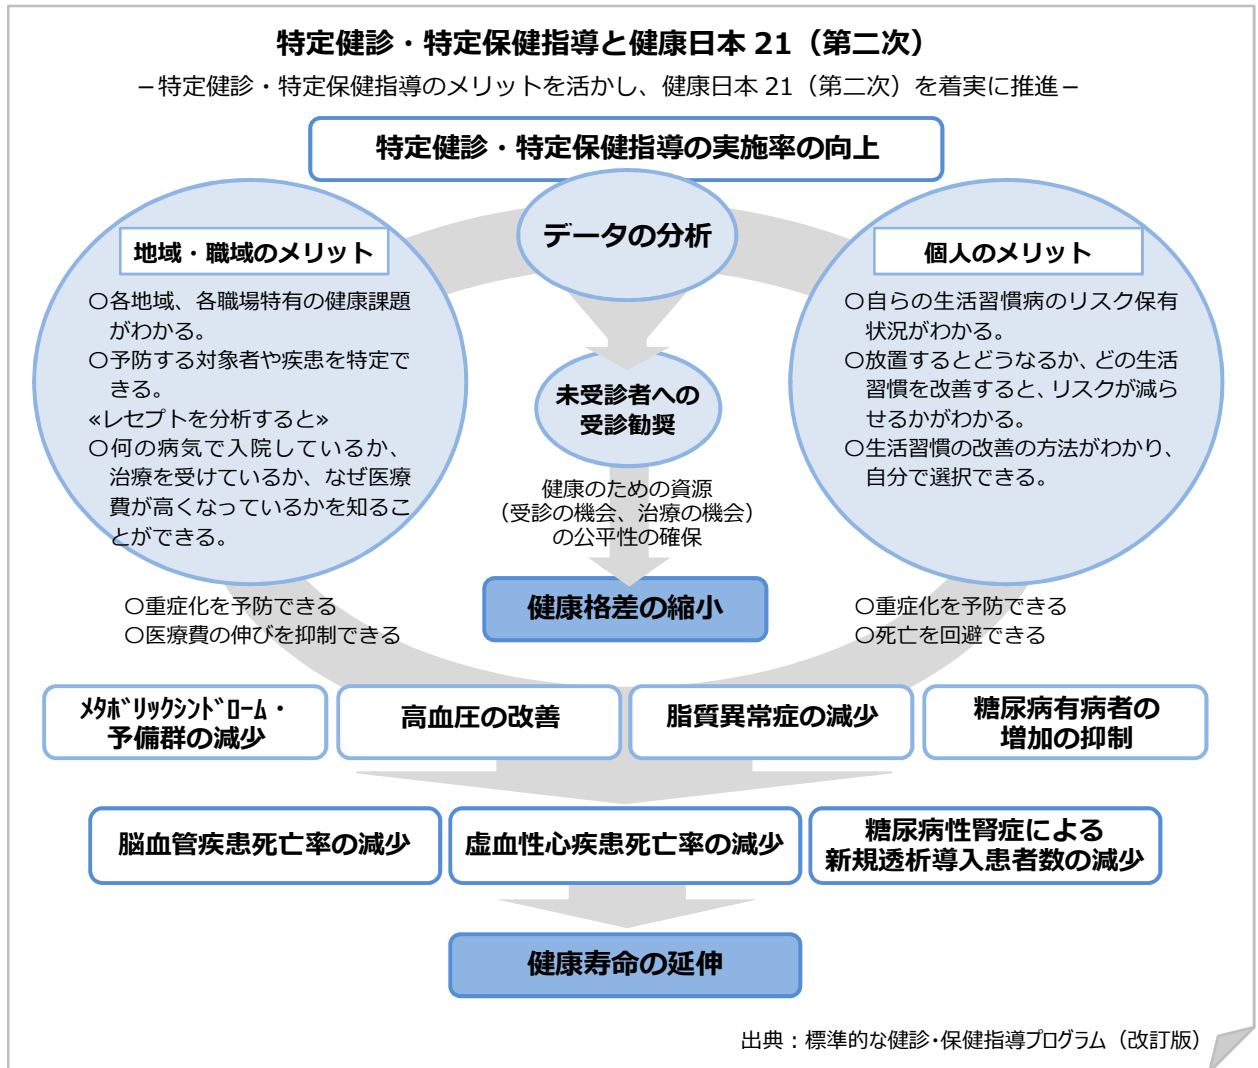 特定健診・特定保健指導と健康日本 21（第二次）
－特定健診・特定保健指導のメリットを活かし、健康日本 21（第二次）を着実に推進－
特定健診・特定保健指導の実施率の向上
データの分析
地域・職域のメリット
○各地域、各職場特有の健康課題
がわかる。
○予防する対象者や疾患を特定で
きる。
≪レセプトを分析すると≫
○何の病気で入院しているか、
治療を受けているか、なぜ医療
費が高くなっているかを知るこ
とができる。
個人のメリット
○自らの生活習慣病のリスク保有
状況がわかる。
○放置するとどうなるか、どの生活
習慣を改善すると、リスクが減ら
せるかがわかる。
○生活習慣の改善の方法がわかり、
自分で選択できる。
未受診者への
受診勧奨
健康のための資源
（受診の機会、治療の機会）
の公平性の確保
健康格差の縮小
○重症化を予防できる
○医療費の伸びを抑制できる
○重症化を予防できる
○死亡を回避できる
ﾒﾀﾎﾞﾘｯｸｼﾝﾄﾞﾛｰﾑ・
予備群の減少
高血圧の改善
脂質異常症の減少
糖尿病有病者の
増加の抑制
脳血管疾患死亡率の減少
虚血性心疾患死亡率の減少
糖尿病性腎症による
新規透析導入患者数の減少
健康寿命の延伸
出典：標準的な健診･保健指導プログラム（改訂版）